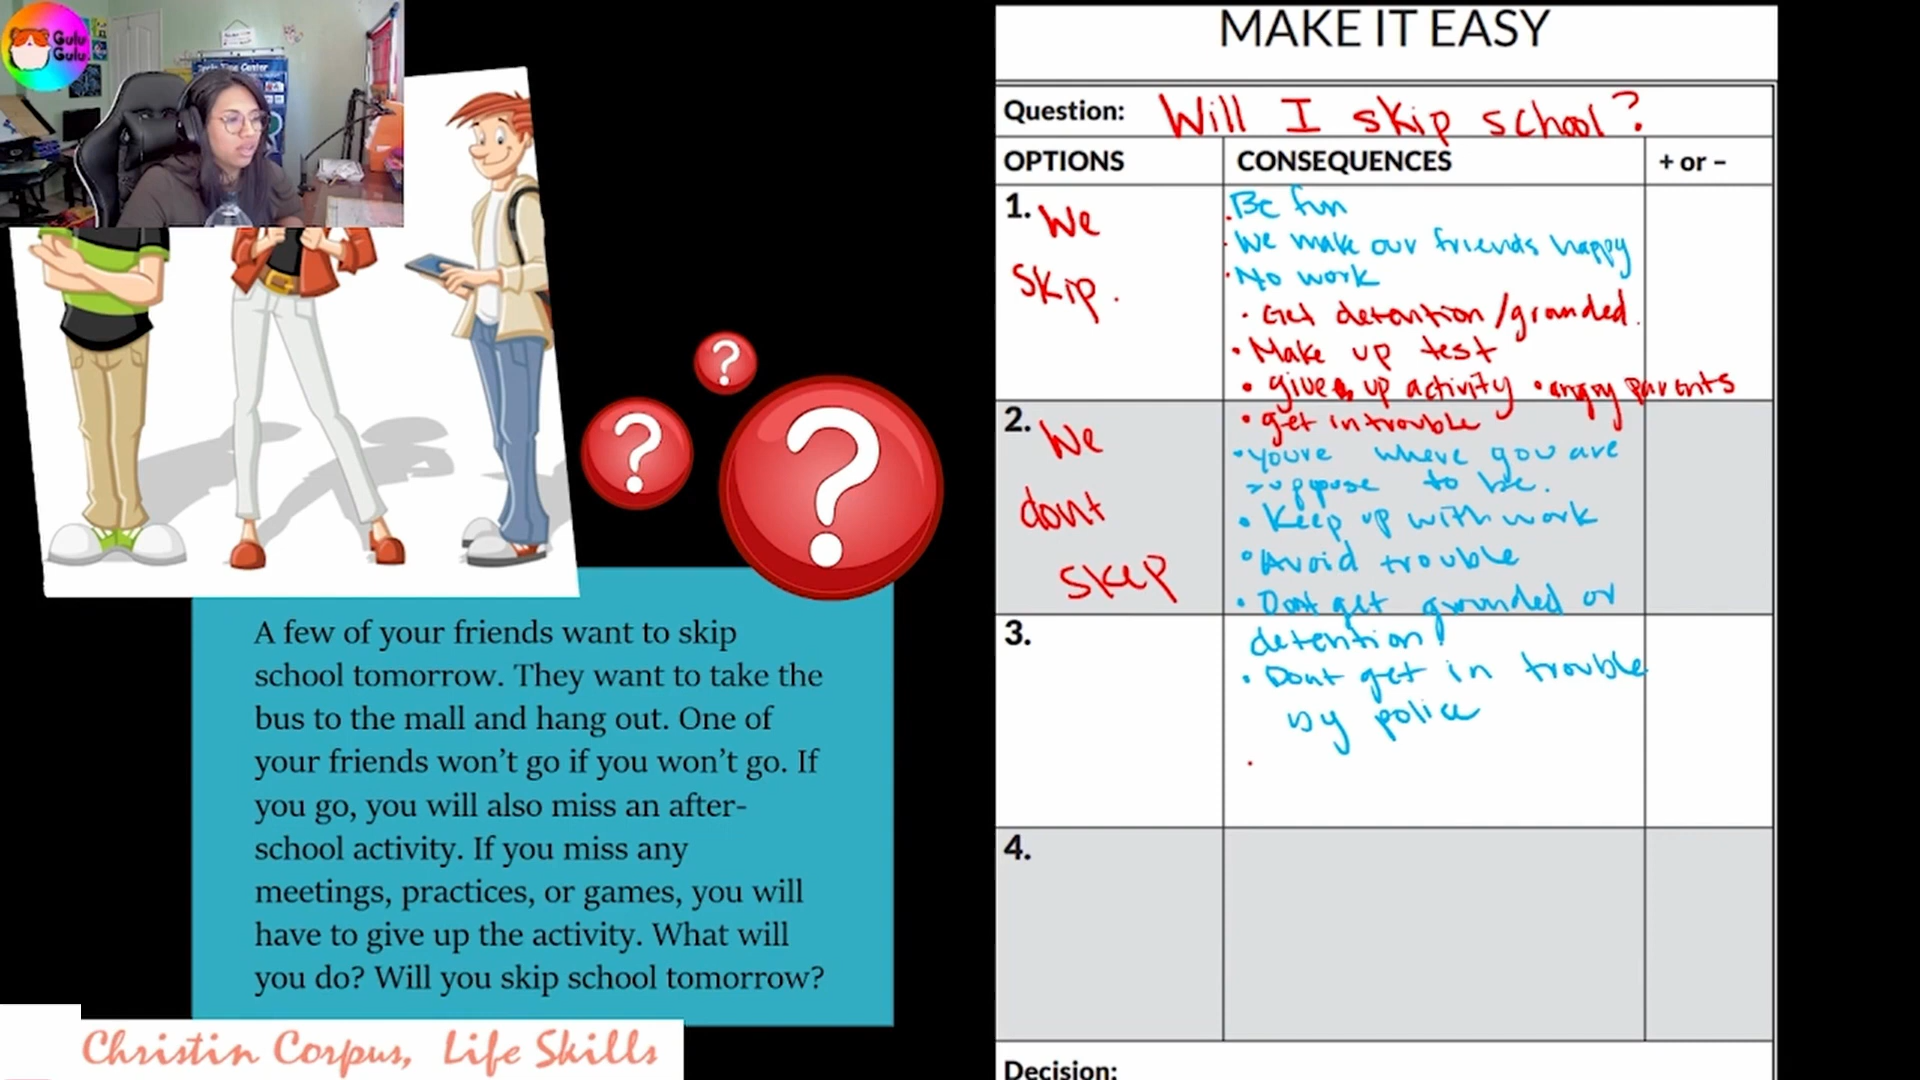 Gulu
Gulu
MAKE IT EASY
Question: Will I skip school?
OPTIONS CONSEQUENCES + or –
1. We
skip.
· Be fun
· We make our friends happy
· No work
· Get detention/grounded.
· Make up test
· give up activity · angry parents
· get in trouble
2. We
dont
skip
· youre where you are
suppose to be.
· Keep up with work
· Avoid trouble
· Dont get grounded or
detention!
· Dont get in trouble
by police
3.
4.
Decision:
A few of your friends want to skip
school tomorrow. They want to take the
bus to the mall and hang out. One of
your friends won’t go if you won’t go. If
you go, you will also miss an after-
school activity. If you miss any
meetings, practices, or games, you will
have to give up the activity. What will
you do? Will you skip school tomorrow?
? ? ?
Christin Corpus, Life Skills